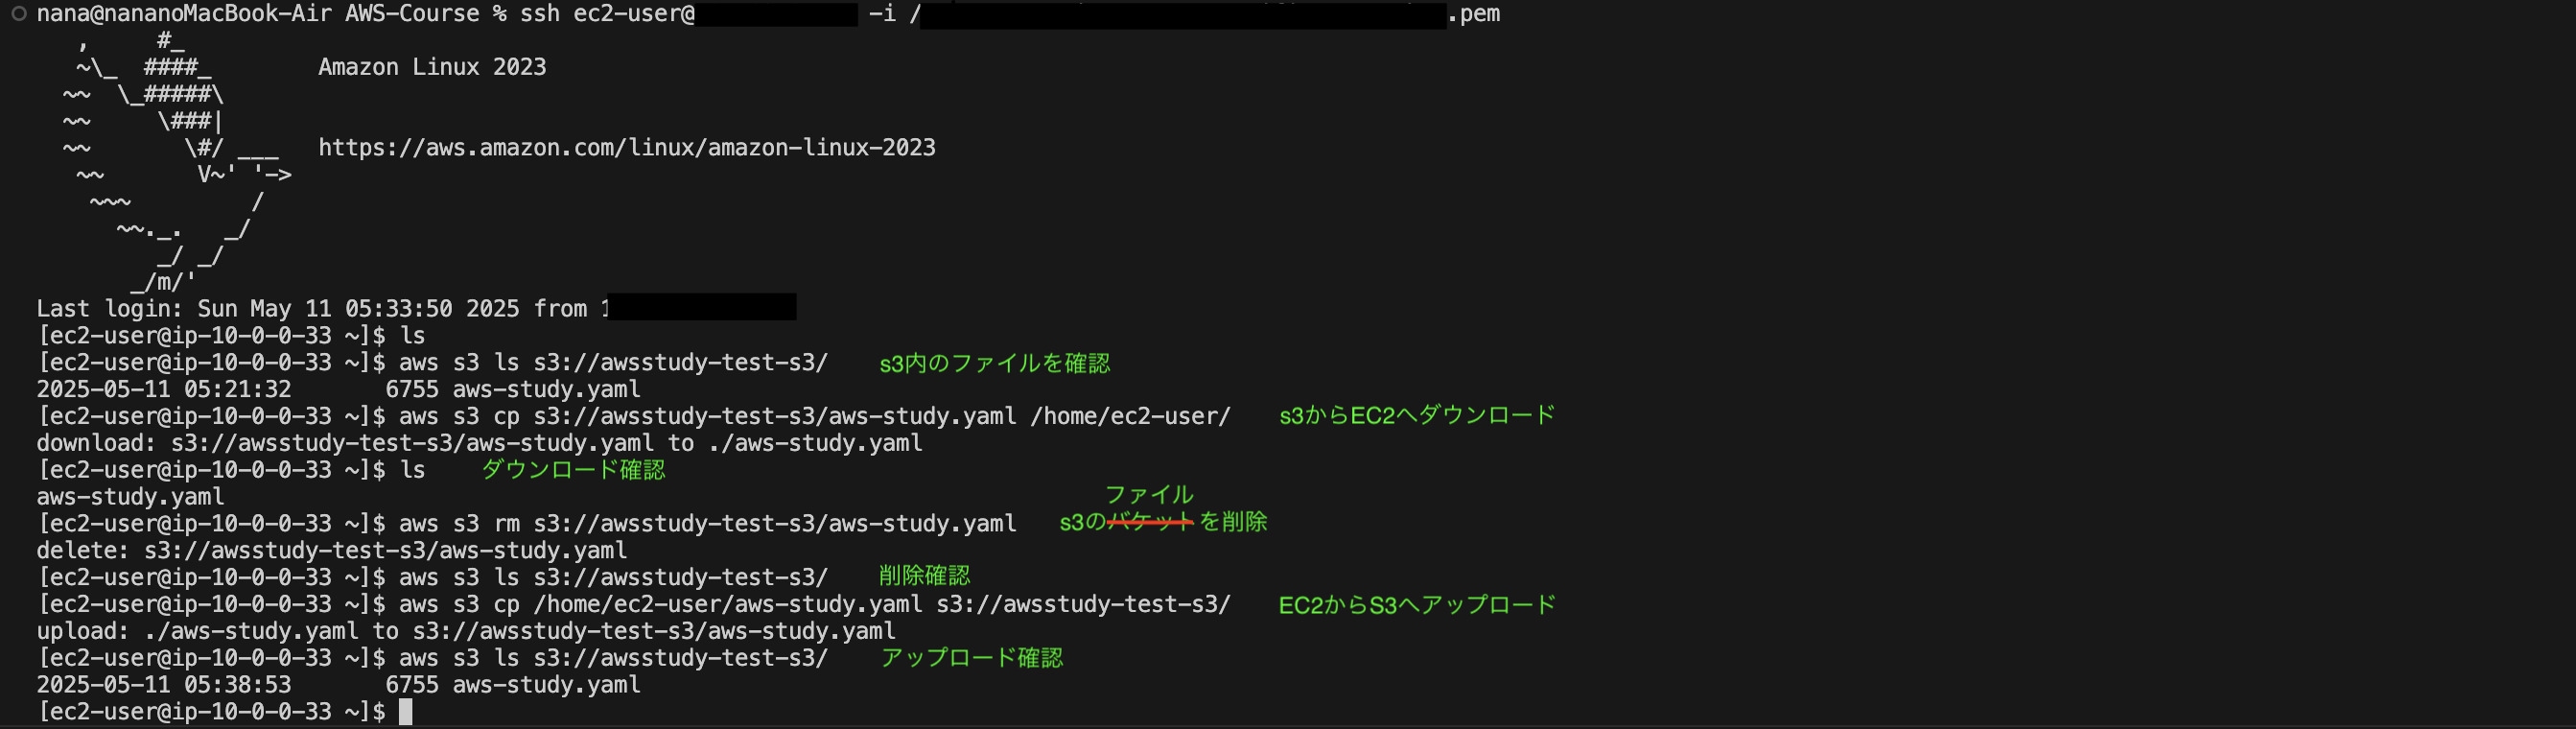 nana@nananoMacBook-Air AWS-Course % ssh ec2-user@ -i / .pem
   ,     #_
   ~\_  ####_        Amazon Linux 2023
  ~~  \_#####\
  ~~     \###|
  ~~       \#/ ___   https://aws.amazon.com/linux/amazon-linux-2023
   ~~       V~' '->
    ~~~         /
      ~~._.   _/
         _/ _/
       _/m/'
Last login: Sun May 11 05:33:50 2025 from
[ec2-user@ip-10-0-0-33 ~]$ ls
[ec2-user@ip-10-0-0-33 ~]$ aws s3 ls s3://awsstudy-test-s3/ s3内のファイルを確認
2025-05-11 05:21:32       6755 aws-study.yaml
[ec2-user@ip-10-0-0-33 ~]$ aws s3 cp s3://awsstudy-test-s3/aws-study.yaml /home/ec2-user/ s3からEC2へダウンロード
download: s3://awsstudy-test-s3/aws-study.yaml to ./aws-study.yaml
[ec2-user@ip-10-0-0-33 ~]$ ls ダウンロード確認
aws-study.yaml
ファイル
[ec2-user@ip-10-0-0-33 ~]$ aws s3 rm s3://awsstudy-test-s3/aws-study.yaml s3のバケットを削除
delete: s3://awsstudy-test-s3/aws-study.yaml
[ec2-user@ip-10-0-0-33 ~]$ aws s3 ls s3://awsstudy-test-s3/ 削除確認
[ec2-user@ip-10-0-0-33 ~]$ aws s3 cp /home/ec2-user/aws-study.yaml s3://awsstudy-test-s3/ EC2からS3へアップロード
upload: ./aws-study.yaml to s3://awsstudy-test-s3/aws-study.yaml
[ec2-user@ip-10-0-0-33 ~]$ aws s3 ls s3://awsstudy-test-s3/ アップロード確認
2025-05-11 05:38:53       6755 aws-study.yaml
[ec2-user@ip-10-0-0-33 ~]$